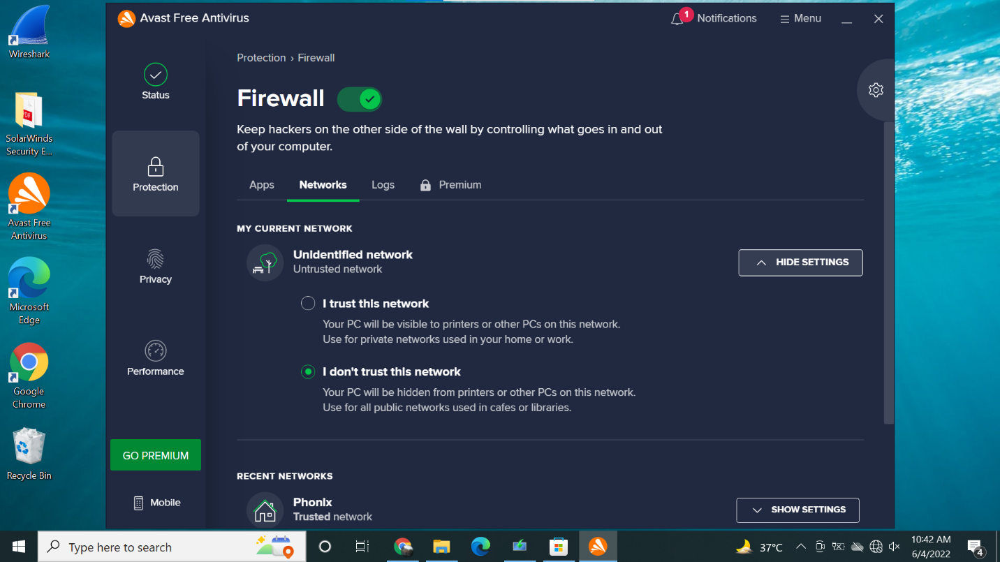 Wireshark
SolarWinds
Security E...
Avast Free
Antivirus
Microsoft
Edge
Google
Chrome
Recycle Bin
Avast Free Antivirus
1
Notifications
Menu
Status
Protection
Privacy
Performance
GO PREMIUM
Mobile
Protection › Firewall
Firewall
Keep hackers on the other side of the wall by controlling what goes in and out
of your computer.
Apps
Networks
Logs
Premium
MY CURRENT NETWORK
Unidentified network
Untrusted network
HIDE SETTINGS
I trust this network
Your PC will be visible to printers or other PCs on this network.
Use for private networks used in your home or work.
I don't trust this network
Your PC will be hidden from printers or other PCs on this network.
Use for all public networks used in cafes or libraries.
RECENT NETWORKS
Phonix
Trusted network
SHOW SETTINGS
Type here to search
37°C
10:42 AM
6/4/2022
4